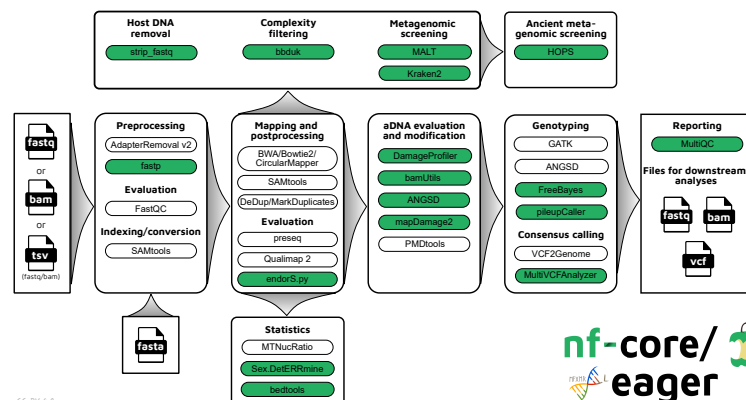 Host DNA
removal
strip_fastq
Complexity
filtering
bbduk
Metagenomic
screening
MALT
Kraken2
Ancient meta-
genomic screening
HOPS
fastq
or
bam
or
tsv
(fastq/bam)
Preprocessing
AdapterRemoval v2
fastp
Evaluation
FastQC
Indexing/conversion
SAMtools
fasta
Mapping and
postprocessing
BWA/Bowtie2/
CircularMapper
SAMtools
DeDup/MarkDuplicates
Evaluation
preseq
Qualimap 2
endorS.py
Statistics
MTNucRatio
Sex.DetERRmine
bedtools
aDNA evaluation
and modification
DamageProfiler
bamUtils
ANGSD
mapDamage2
PMDtools
Genotyping
GATK
ANGSD
FreeBayes
pileupCaller
Consensus calling
VCF2Genome
MultiVCFAnalyzer
Reporting
MultiQC
Files for downstream
analyses
fastq
bam
vcf
nf-core/
eager